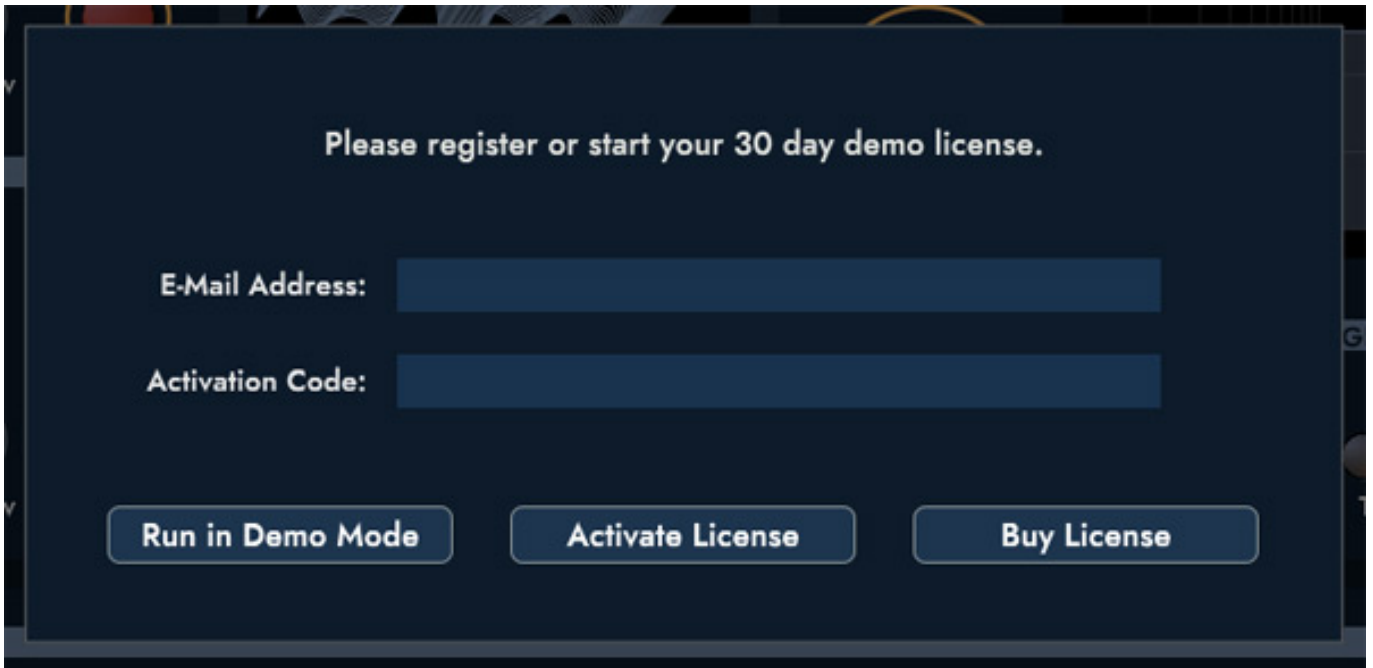 Please register or start your 30 day demo license.
E-Mail Address:
Activation Code:
Run in Demo Mode
Activate License
Buy License